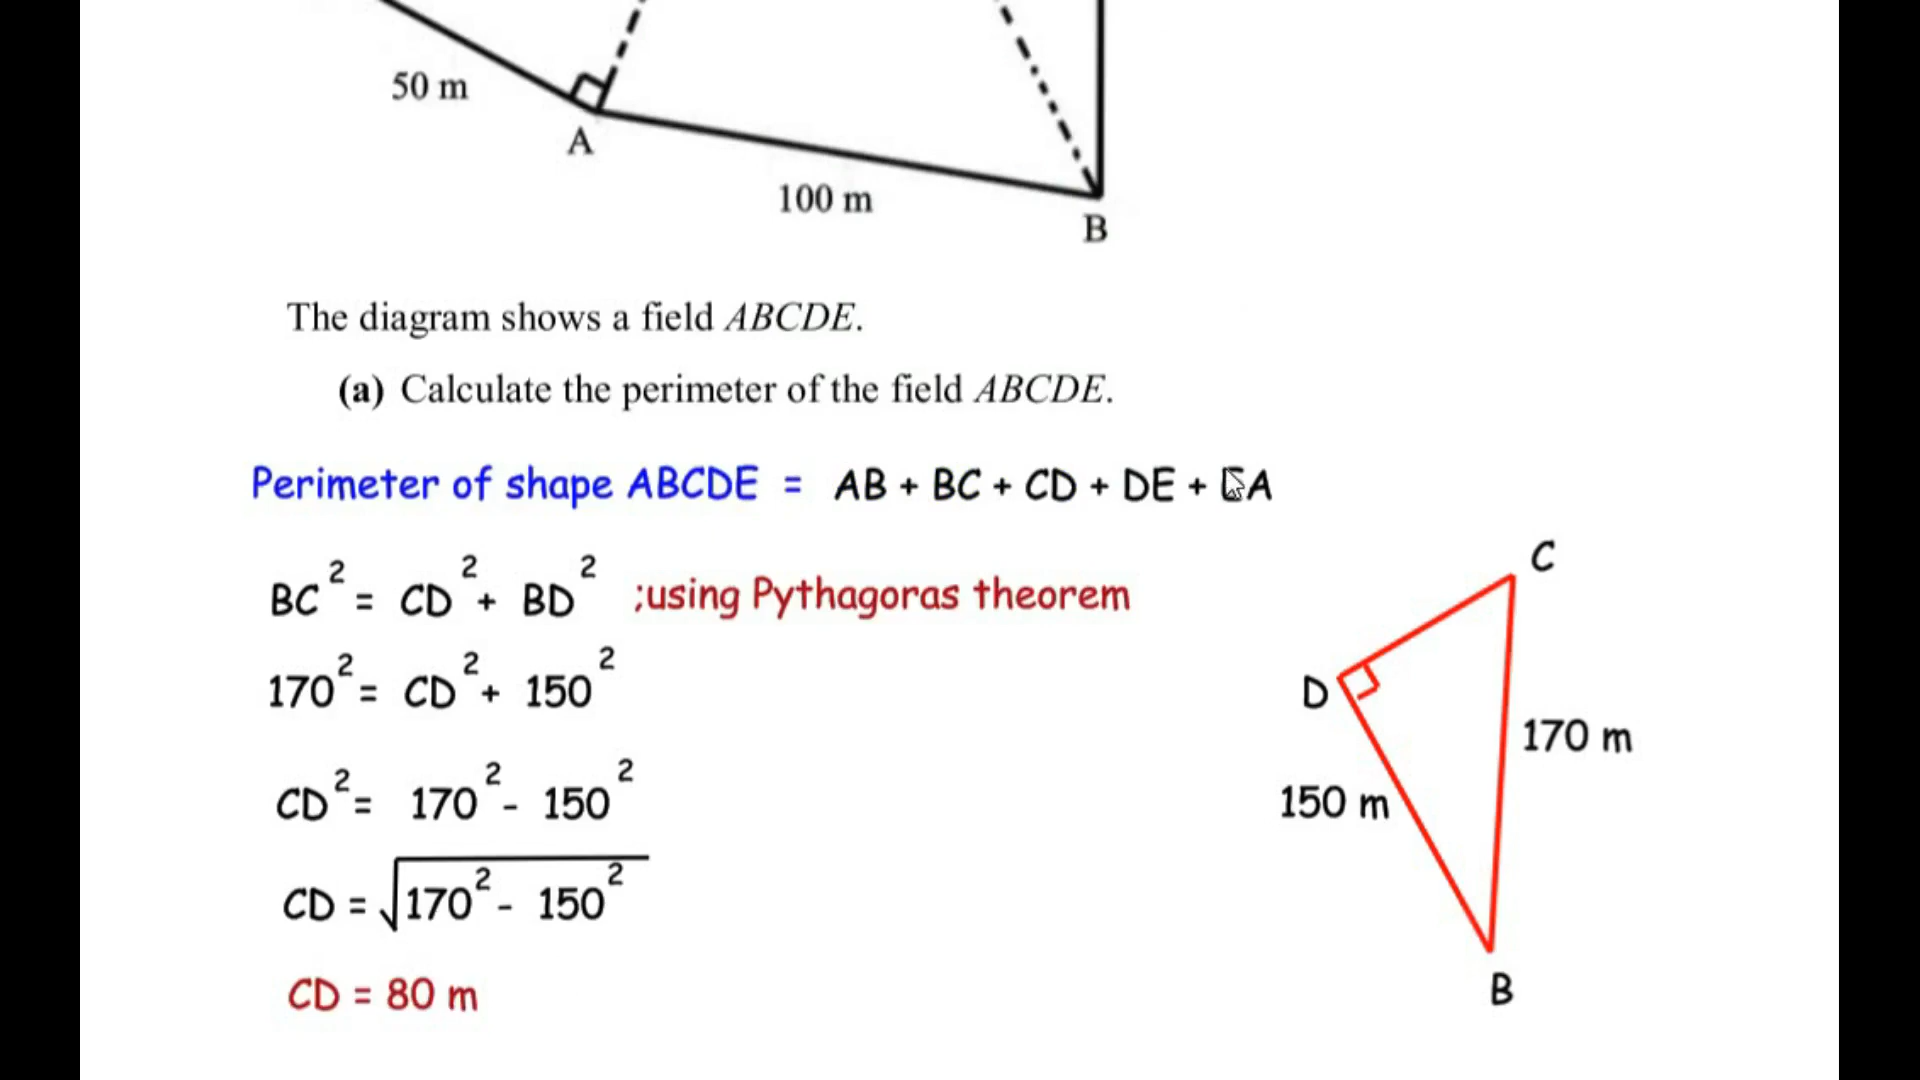 50 m
A
100 m
B
The diagram shows a field ABCDE.
(a) Calculate the perimeter of the field ABCDE.
Perimeter of shape ABCDE = AB + BC + CD + DE + EA
BC² = CD² + BD² ;using Pythagoras theorem
170² = CD² + 150²
CD² = 170² - 150²
CD = √170² - 150²
CD = 80 m
C
D
170 m
150 m
B